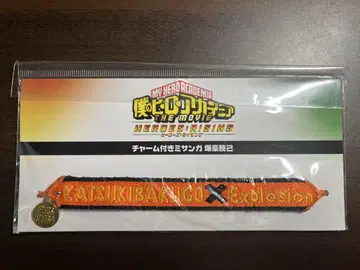 MY HERO ACADEMIA
僕のヒーローアカデミア
THE MOVIE
HEROES:RISING
ヒーローズ:ライジング
チャーム付きミサンガ 爆豪勝己
KATSUKI BAKUGO × Explosion